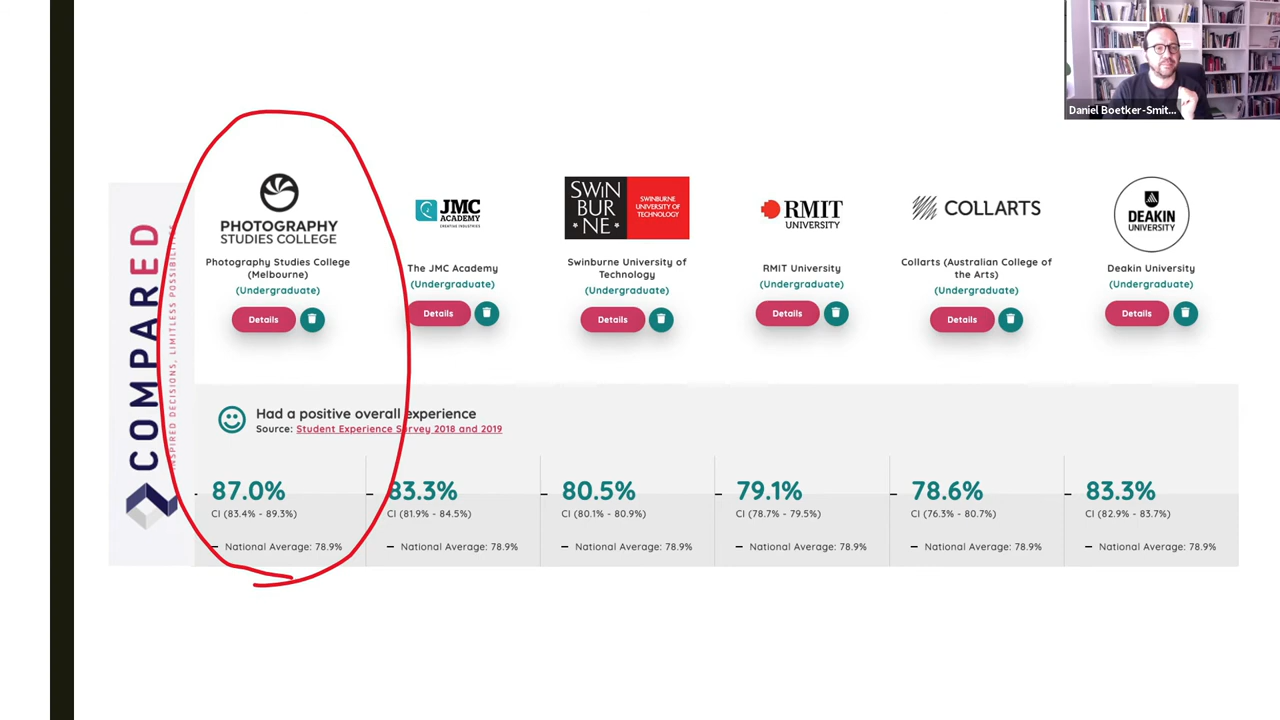 Daniel Boetker-Smit...
COMPARED
INSPIRED DECISIONS, LIMITLESS POSSIBILITIES
PHOTOGRAPHY
STUDIES COLLEGE
Photography Studies College
(Melbourne)
(Undergraduate)
Details
JMC
ACADEMY
CREATIVE INDUSTRIES
The JMC Academy
(Undergraduate)
Details
SWIN
BUR
NE
SWINBURNE
UNIVERSITY OF
TECHNOLOGY
Swinburne University of
Technology
(Undergraduate)
Details
RMIT
UNIVERSITY
RMIT University
(Undergraduate)
Details
COLLARTS
Collarts (Australian College of
the Arts)
(Undergraduate)
Details
DEAKIN
UNIVERSITY
Deakin University
(Undergraduate)
Details
Had a positive overall experience
Source: Student Experience Survey 2018 and 2019
87.0%
CI (83.4% - 89.3%)
National Average: 78.9%
83.3%
CI (81.9% - 84.5%)
National Average: 78.9%
80.5%
CI (80.1% - 80.9%)
National Average: 78.9%
79.1%
CI (78.7% - 79.5%)
National Average: 78.9%
78.6%
CI (76.3% - 80.7%)
National Average: 78.9%
83.3%
CI (82.9% - 83.7%)
National Average: 78.9%